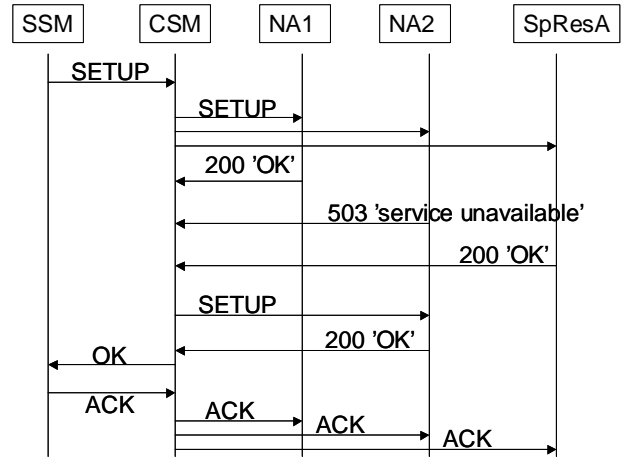 SSM CSM NA1 NA2 SpResA
SETUP
SETUP
200 'OK'
503 'service unavailable'
200 'OK'
SETUP
200 'OK'
OK
ACK
ACK
ACK
ACK